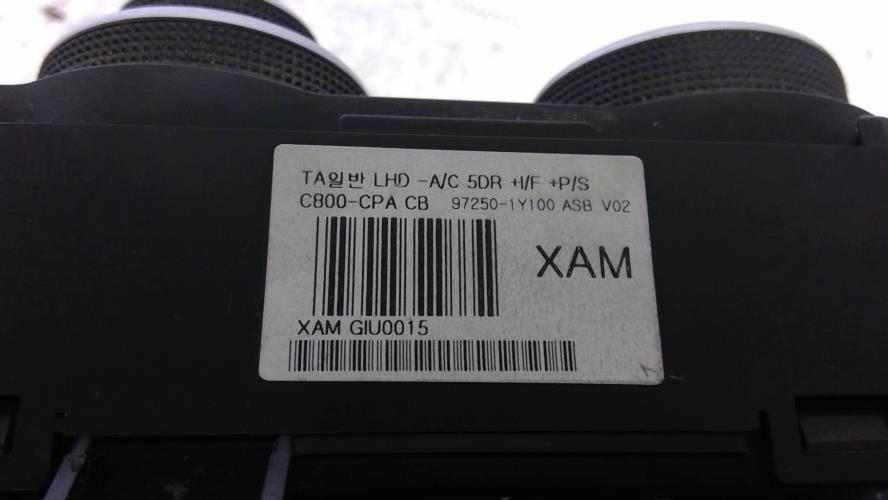 TA일반 LHD -A/C 5DR +I/F +P/S
C800-CPA CB 97250-1Y100 ASB V02
XAM
XAM GIU0015